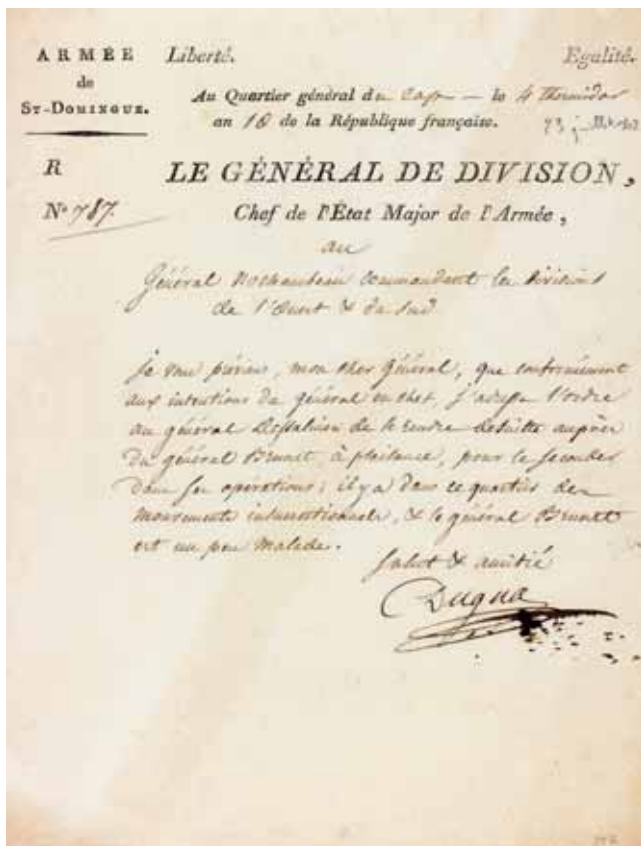 ARMÉE
de
ST-DOMINGUE.
Liberté. Egalité.
Au Quartier général du Cap – le 4 Thermidor
an 10 de la République française.
23
R
N° 787.
LE GÉNÉRAL DE DIVISION,
Chef de l'État Major de l'Armée,
au
Général Rochambeau Commandant les divisions
de l'Ouest & du Sud
Je vous préviens, mon cher Général, que conformément
aux intentions du général en chef, j'adresse l'ordre
au général Dessalines de se rendre de suite auprès
du général Brunet à plaisance, pour le seconder
dans ses operations; il y a dans ce quartier des
mouvements insurrectionnels, & le général Brunet
est un peu malade.
Salut & amitié
Dugua